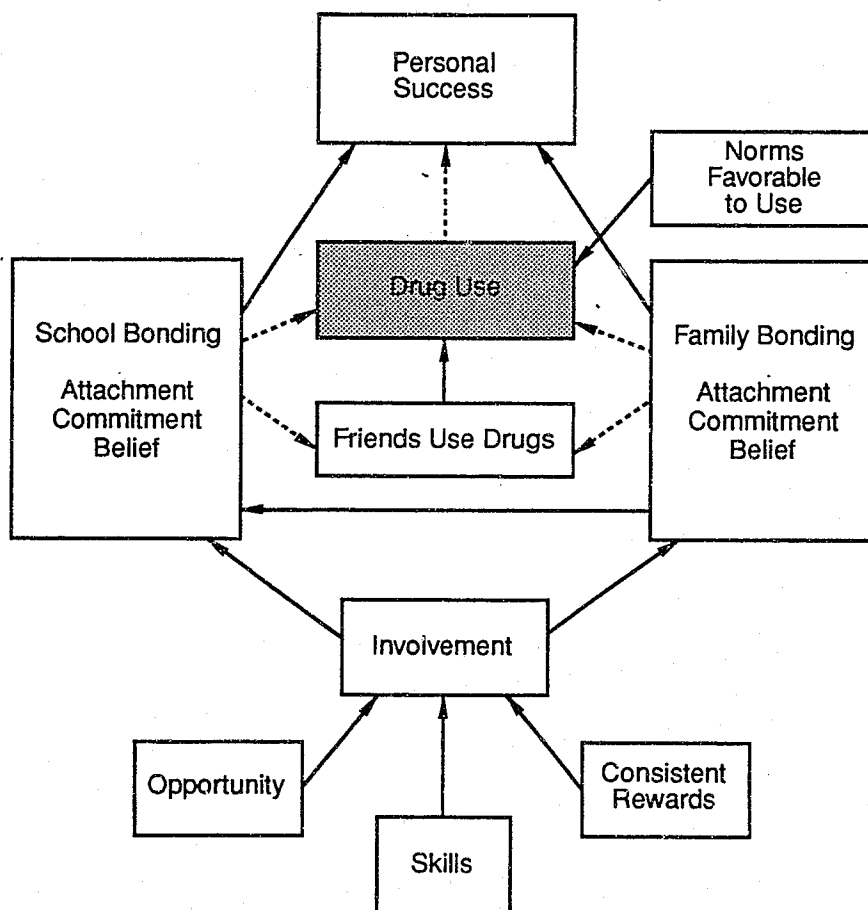 Personal
Success
Norms
Favorable
to Use
Drug Use
School Bonding
Attachment
Commitment
Belief
Family Bonding
Attachment
Commitment
Belief
Friends Use Drugs
Involvement
Opportunity
Consistent
Rewards
Skills